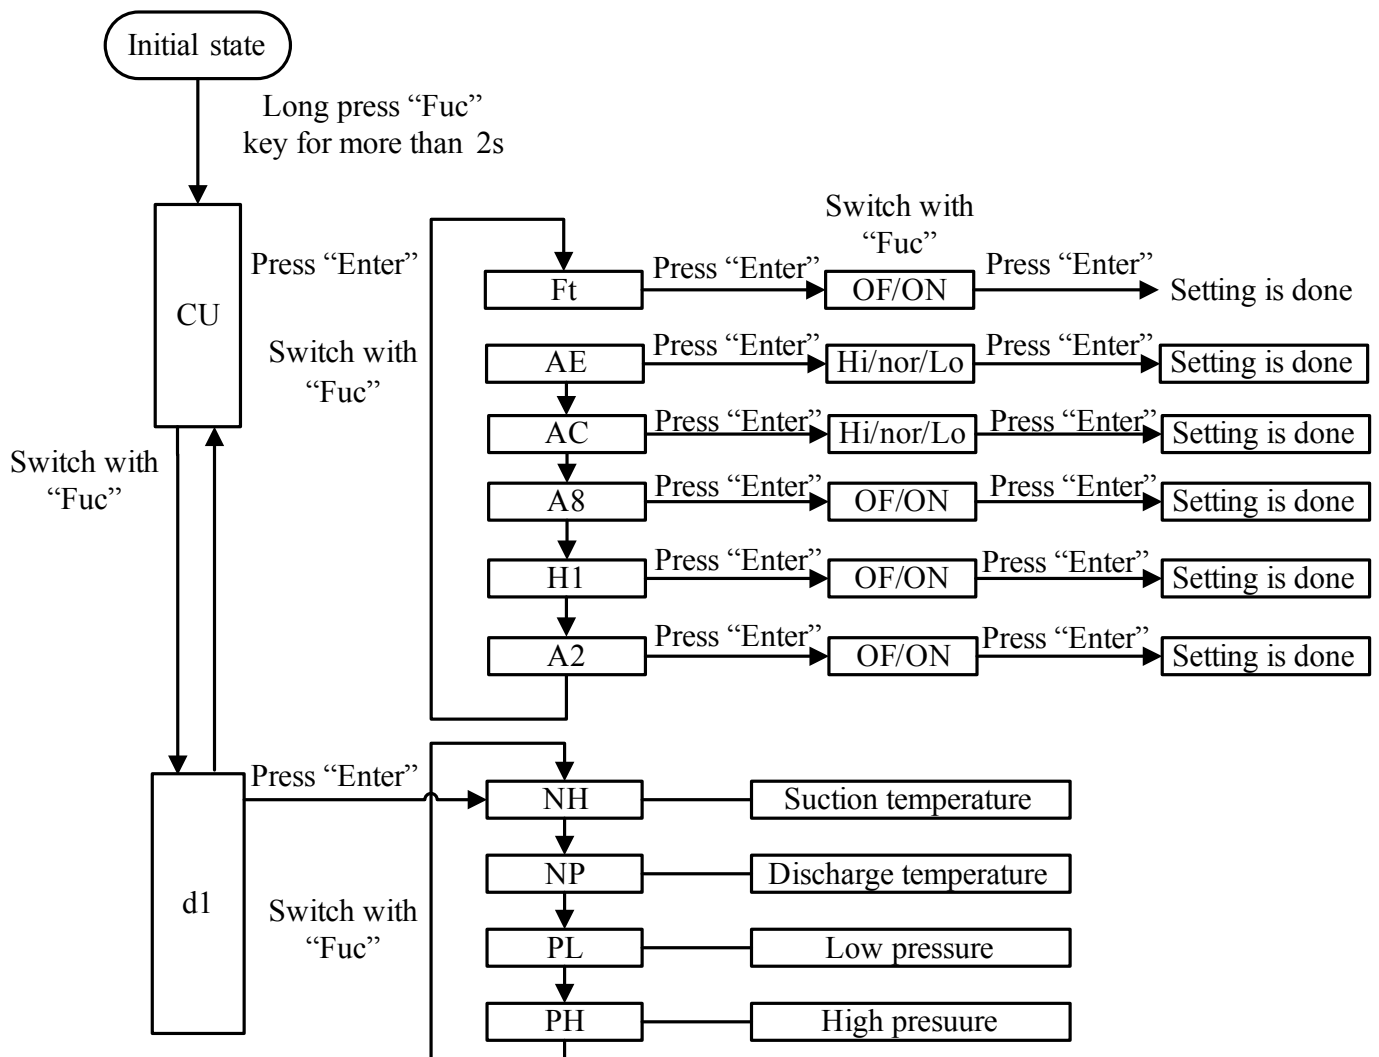 Initial state
Long press “Fuc”
key for more than 2s
CU
Press “Enter”
Switch with
“Fuc”
Switch with
“Fuc”
Ft
Press “Enter”
OF/ON
Press “Enter”
Setting is done
Switch with
“Fuc”
AE
Press “Enter”
Hi/nor/Lo
Press “Enter”
Setting is done
AC
Press “Enter”
Hi/nor/Lo
Press “Enter”
Setting is done
A8
Press “Enter”
OF/ON
Press “Enter”
Setting is done
H1
Press “Enter”
OF/ON
Press “Enter”
Setting is done
A2
Press “Enter”
OF/ON
Press “Enter”
Setting is done
d1
Press “Enter”
Switch with
“Fuc”
NH
Suction temperature
NP
Discharge temperature
PL
Low pressure
PH
High presuure